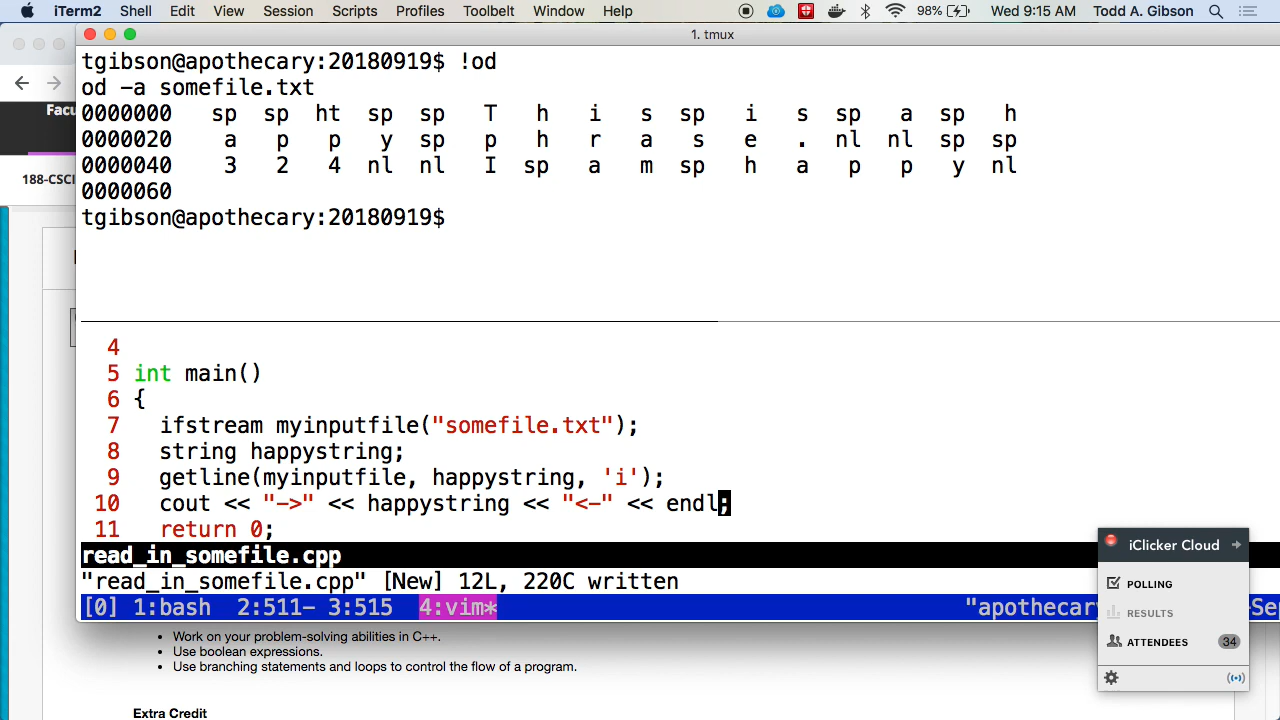 iTerm2 Shell Edit View Session Scripts Profiles Toolbelt Window Help 98% Wed 9:15 AM Todd A. Gibson
1. tmux
tgibson@apothecary:20180919$ !od
od -a somefile.txt
0000000 sp sp ht sp sp T h i s sp i s sp a sp h
0000020 a p p y sp p h r a s e . nl nl sp sp
0000040 3 2 4 nl nl I sp a m sp h a p p y nl
0000060
tgibson@apothecary:20180919$
Facu
188-CSCI
4
5 int main()
6 {
7 ifstream myinputfile("somefile.txt");
8 string happystring;
9 getline(myinputfile, happystring, 'i');
10 cout << "->" << happystring << "<-" << endl;
11 return 0;
read_in_somefile.cpp
"read_in_somefile.cpp" [New] 12L, 220C written
[0] 1:bash 2:511- 3:515 4:vim* "apothecary -Sep
iClicker Cloud
POLLING
RESULTS
ATTENDEES 34
• Work on your problem-solving abilities in C++.
• Use boolean expressions.
• Use branching statements and loops to control the flow of a program.
Extra Credit